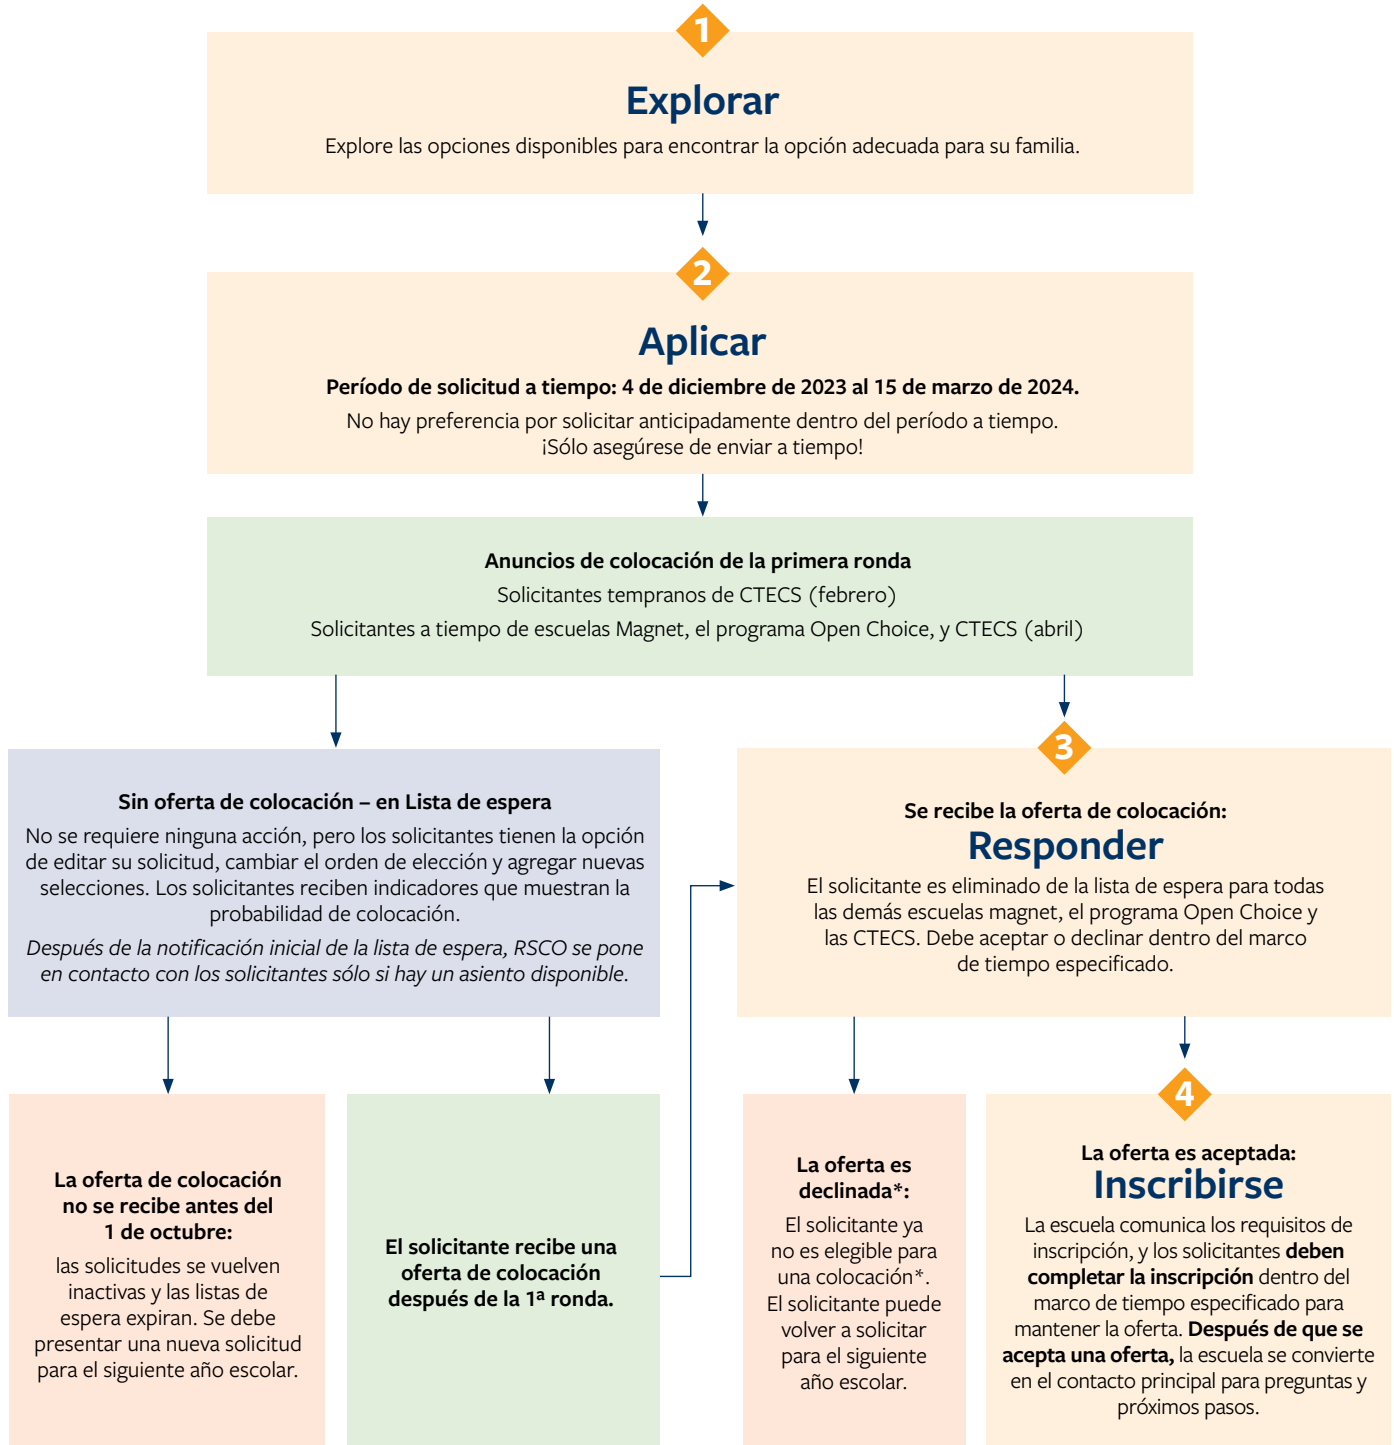 1
Explorar
Explore las opciones disponibles para encontrar la opción adecuada para su familia.
2
Aplicar
Período de solicitud a tiempo: 4 de diciembre de 2023 al 15 de marzo de 2024.
No hay preferencia por solicitar anticipadamente dentro del período a tiempo.
¡Sólo asegúrese de enviar a tiempo!
Anuncios de colocación de la primera ronda
Solicitantes tempranos de CTECS (febrero)
Solicitantes a tiempo de escuelas Magnet, el programa Open Choice, y CTECS (abril)
Sin oferta de colocación – en Lista de espera
No se requiere ninguna acción, pero los solicitantes tienen la opción
de editar su solicitud, cambiar el orden de elección y agregar nuevas
selecciones. Los solicitantes reciben indicadores que muestran la
probabilidad de colocación.
Después de la notificación inicial de la lista de espera, RSCO se pone
en contacto con los solicitantes sólo si hay un asiento disponible.
3
Se recibe la oferta de colocación:
Responder
El solicitante es eliminado de la lista de espera para todas
las demás escuelas magnet, el programa Open Choice y
las CTECS. Debe aceptar o declinar dentro del marco
de tiempo especificado.
La oferta de colocación
no se recibe antes del
1 de octubre:
las solicitudes se vuelven
inactivas y las listas de
espera expiran. Se debe
presentar una nueva solicitud
para el siguiente año escolar.
El solicitante recibe una
oferta de colocación
después de la 1ª ronda.
La oferta es
declinada*:
El solicitante ya
no es elegible para
una colocación*.
El solicitante puede
volver a solicitar
para el siguiente
año escolar.
4
La oferta es aceptada:
Inscribirse
La escuela comunica los requisitos de
inscripción, y los solicitantes deben
completar la inscripción dentro del
marco de tiempo especificado para
mantener la oferta. Después de que se
acepta una oferta, la escuela se convierte
en el contacto principal para preguntas y
próximos pasos.